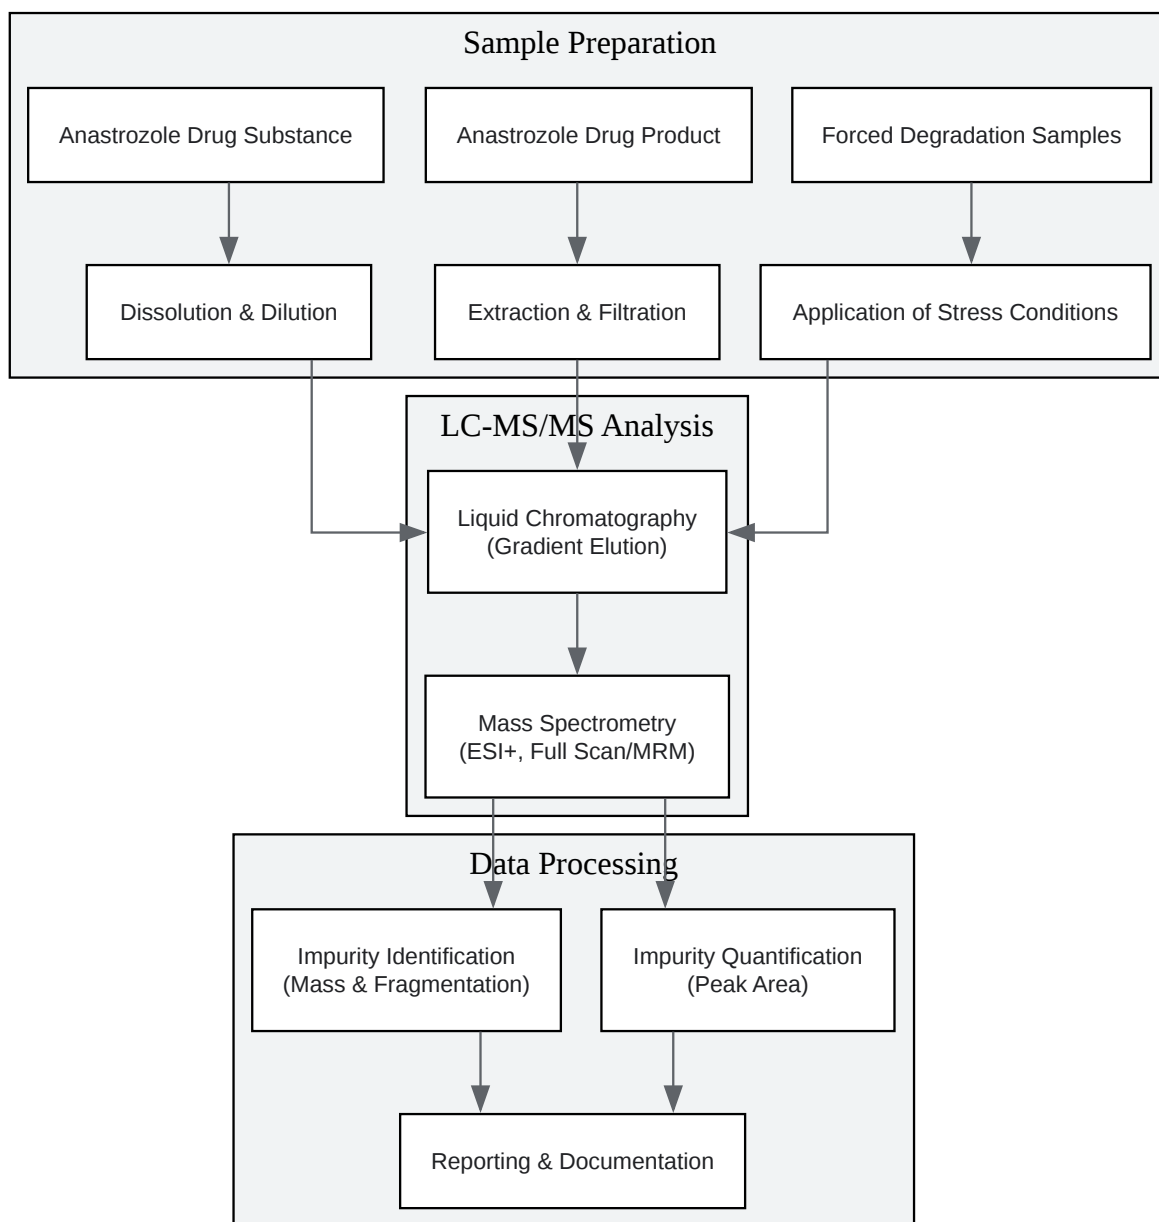 Sample Preparation
Anastrozole Drug Substance
Anastrozole Drug Product
Forced Degradation Samples
Dissolution & Dilution
Extraction & Filtration
Application of Stress Conditions
LC-MS/MS Analysis
Liquid Chromatography
(Gradient Elution)
Mass Spectrometry
(ESI+, Full Scan/MRM)
Data Processing
Impurity Identification
(Mass & Fragmentation)
Impurity Quantification
(Peak Area)
Reporting & Documentation